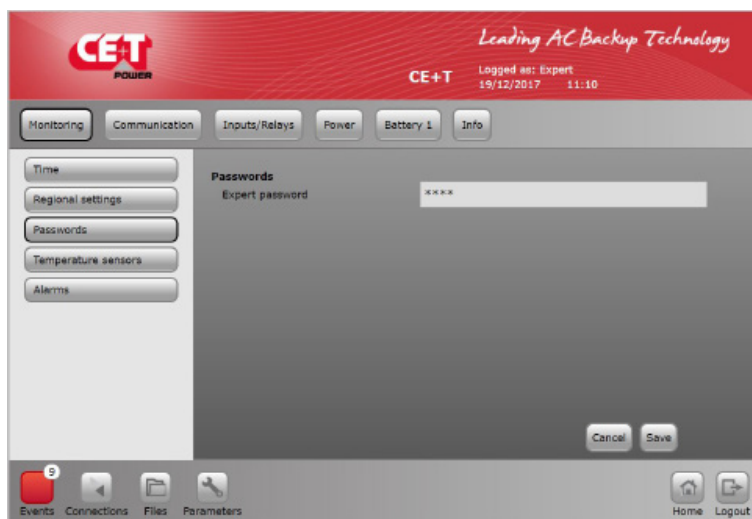 CE+T
POWER
Leading AC Backup Technology
CE+T
Logged as: Expert
19/12/2017 11:10
Monitoring Communication Inputs/Relays Power Battery 1 Info
Time
Regional settings
Passwords
Temperature sensors
Alarms
Passwords
Expert password ****
Cancel Save
9
Events Connections Files Parameters Home Logout